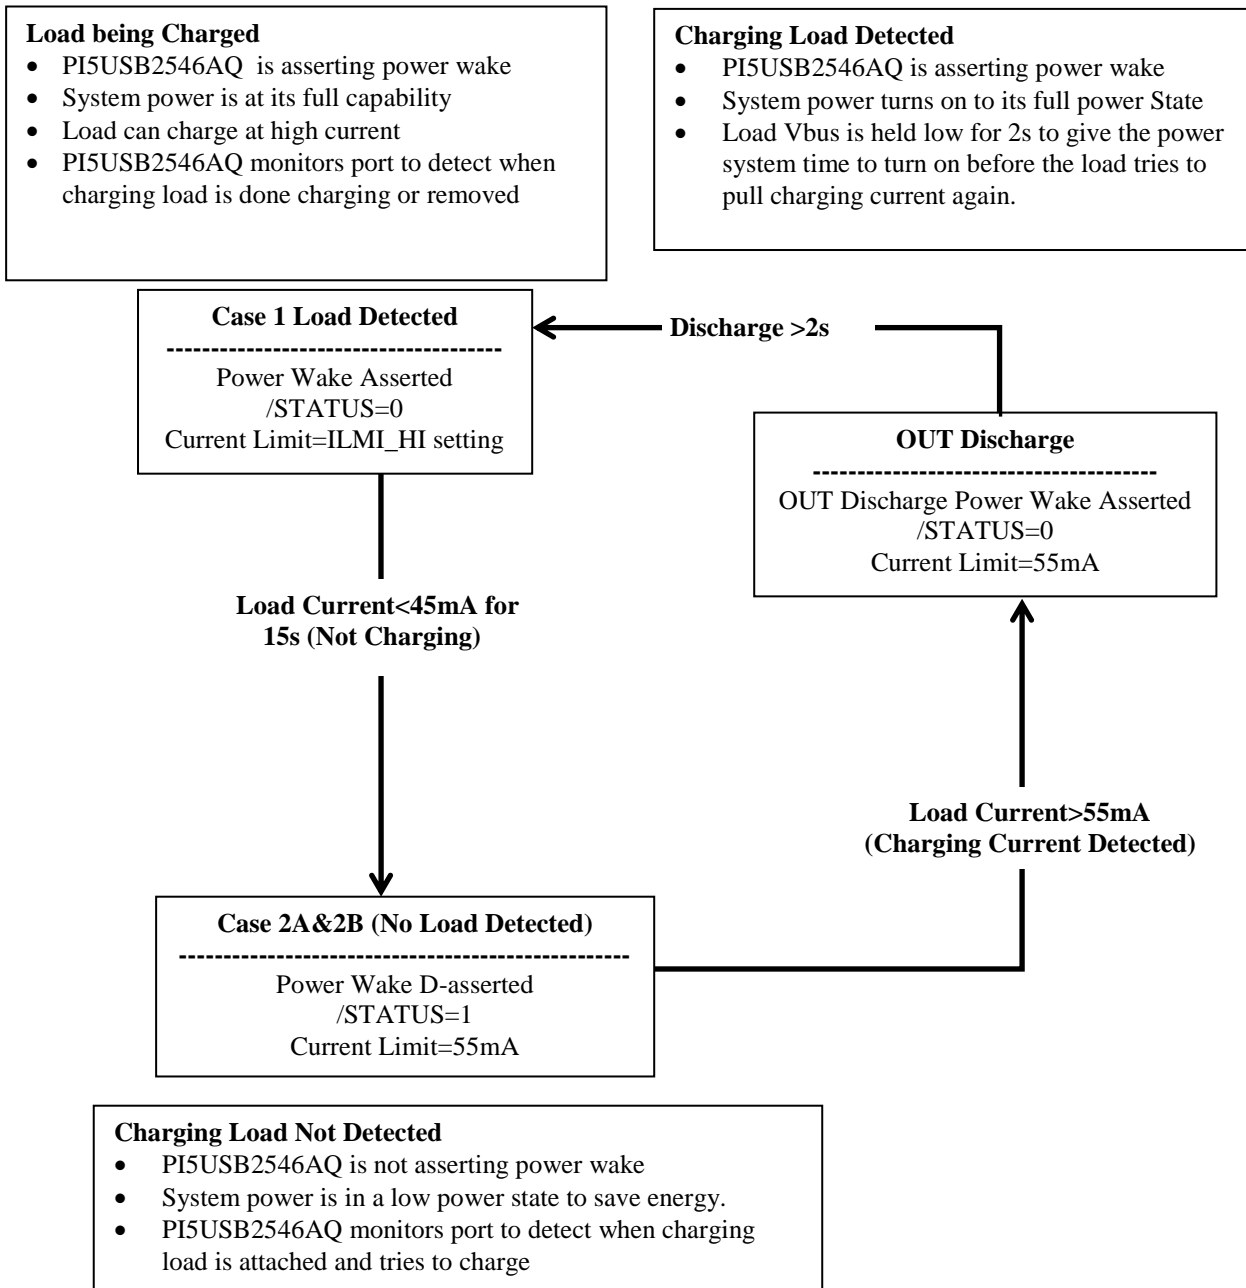 Load being Charged
• PI5USB2546AQ is asserting power wake
• System power is at its full capability
• Load can charge at high current
• PI5USB2546AQ monitors port to detect when
charging load is done charging or removed
Charging Load Detected
• PI5USB2546AQ is asserting power wake
• System power turns on to its full power State
• Load Vbus is held low for 2s to give the power
system time to turn on before the load tries to
pull charging current again.
Case 1 Load Detected
--------------------------------------
Power Wake Asserted
/STATUS=0
Current Limit=ILMI_HI setting
Discharge >2s
OUT Discharge
---------------------------------------
OUT Discharge Power Wake Asserted
/STATUS=0
Current Limit=55mA
Load Current<45mA for
15s (Not Charging)
Load Current>55mA
(Charging Current Detected)
Case 2A&2B (No Load Detected)
---------------------------------------------------
Power Wake D-asserted
/STATUS=1
Current Limit=55mA
Charging Load Not Detected
• PI5USB2546AQ is not asserting power wake
• System power is in a low power state to save energy.
• PI5USB2546AQ monitors port to detect when charging
load is attached and tries to charge